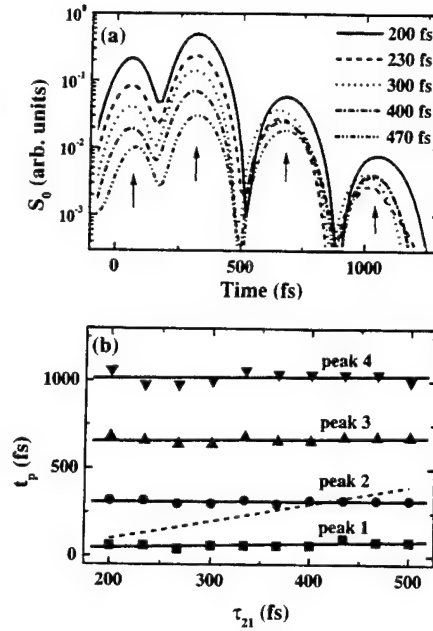 (a)
10⁰
10⁻¹
10⁻²
10⁻³
S₀ (arb. units)
200 fs
230 fs
300 fs
400 fs
470 fs
0 500 1000
Time (fs)
(b)
peak 4
1000
peak 3
500
peak 2
peak 1
0
tₚ (fs)
200 300 400 500
τ₂₁ (fs)